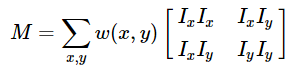 M = \sum_{x,y} w(x,y) \begin{bmatrix} I_x I_x & I_x I_y \\ I_x I_y & I_y I_y \end{bmatrix}